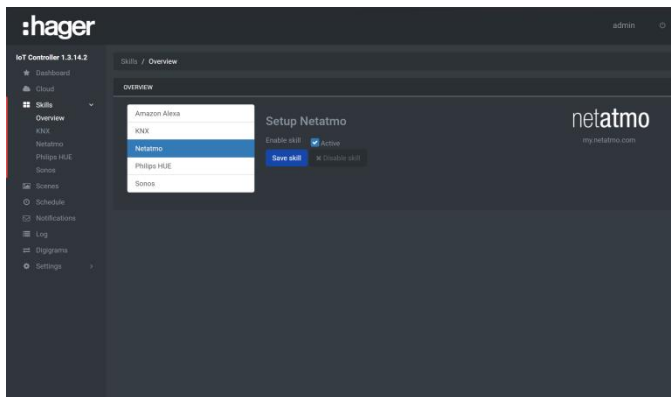 :hager
admin
IoT Controller 1.3.14.2
Dashboard
Cloud
Skills
Overview
KNX
Netatmo
Philips HUE
Sonos
Scenes
Schedule
Notifications
Log
Digigrams
Settings
Skills / Overview
OVERVIEW
Amazon Alexa
KNX
Netatmo
Philips HUE
Sonos
Setup Netatmo
Enable skill Active
Save skill Disable skill
netatmo
my.netatmo.com